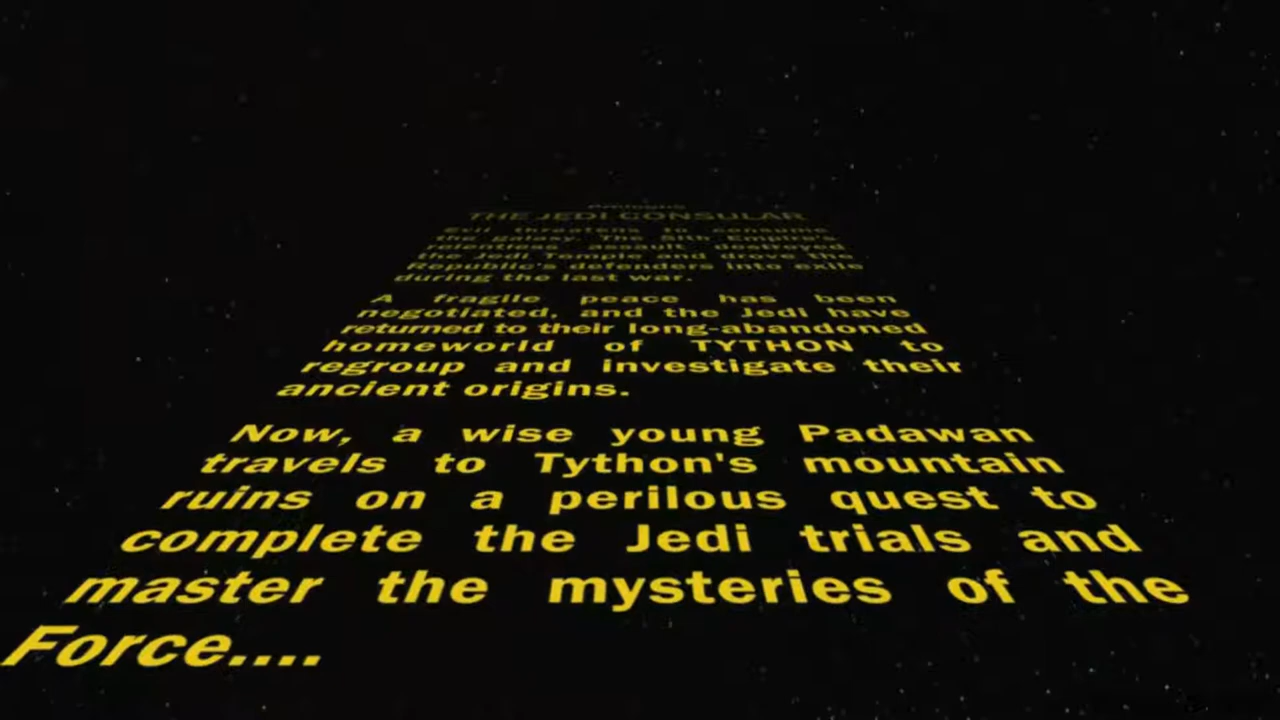 THE JEDI CONSULAR
Evil threatens to consume
the galaxy. The Sith Empire's
relentless assault destroyed
the Jedi Temple and drove the
Republic's defenders into exile
during the last war.
A fragile peace has been
negotiated, and the Jedi have
returned to their long-abandoned
homeworld of TYTHON to
regroup and investigate their
ancient origins.
Now, a wise young Padawan
travels to Tython's mountain
ruins on a perilous quest to
complete the Jedi trials and
master the mysteries of the
Force....